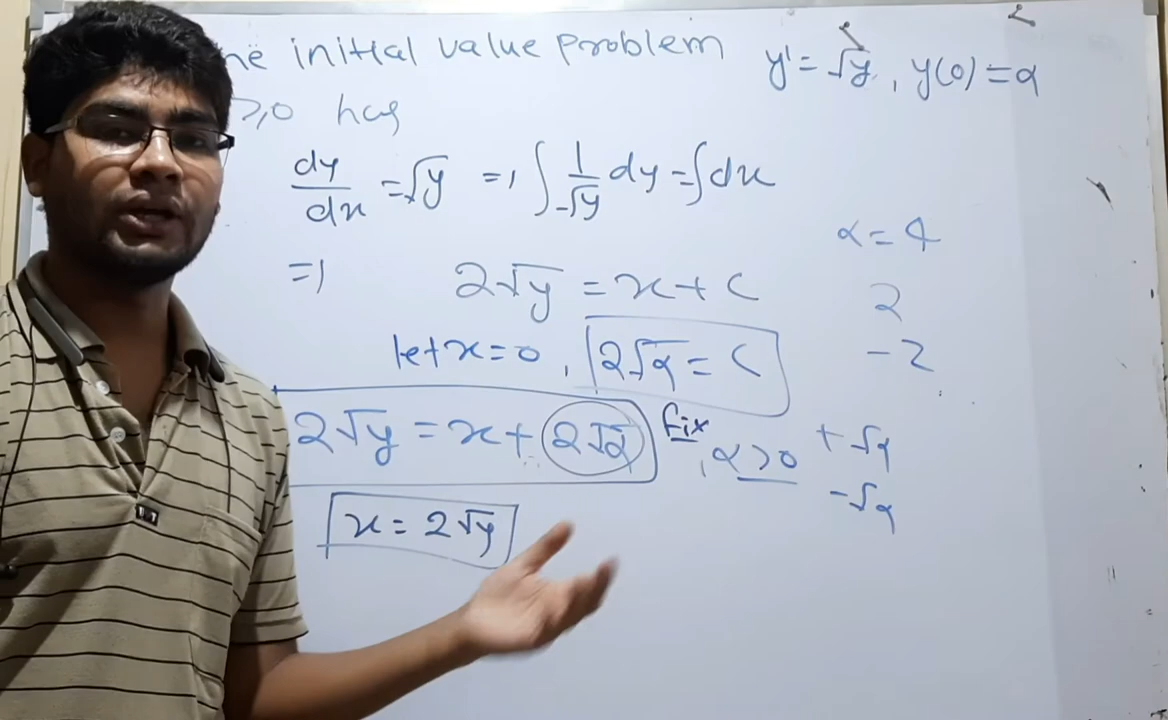 initial value problem y' = √y, y(0) = α
≥0 has
dy/dx = √y ⇒ ∫ 1/√y dy = ∫ dx
α = 4
⇒ 2√y = x + c
2
let x = 0, 2√α = c
-2
2√y = x + 2√α fix, α > 0
+√α
-√α
x = 2√y